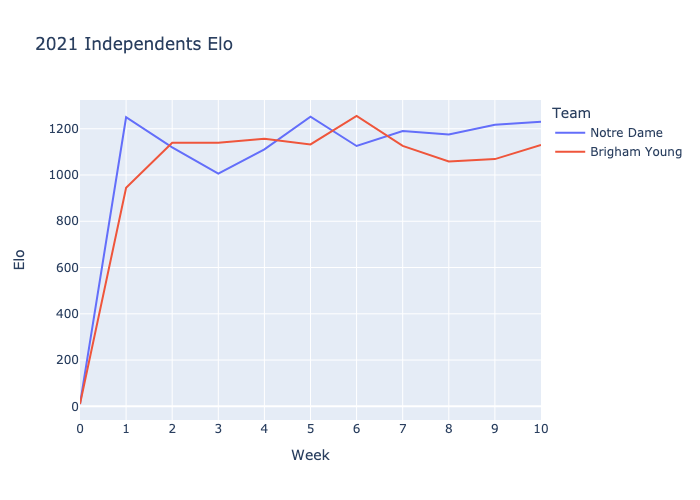 2021 Independents Elo
Team
Notre Dame
Brigham Young
Elo
1200
1000
800
600
400
200
0
0 1 2 3 4 5 6 7 8 9 10
Week